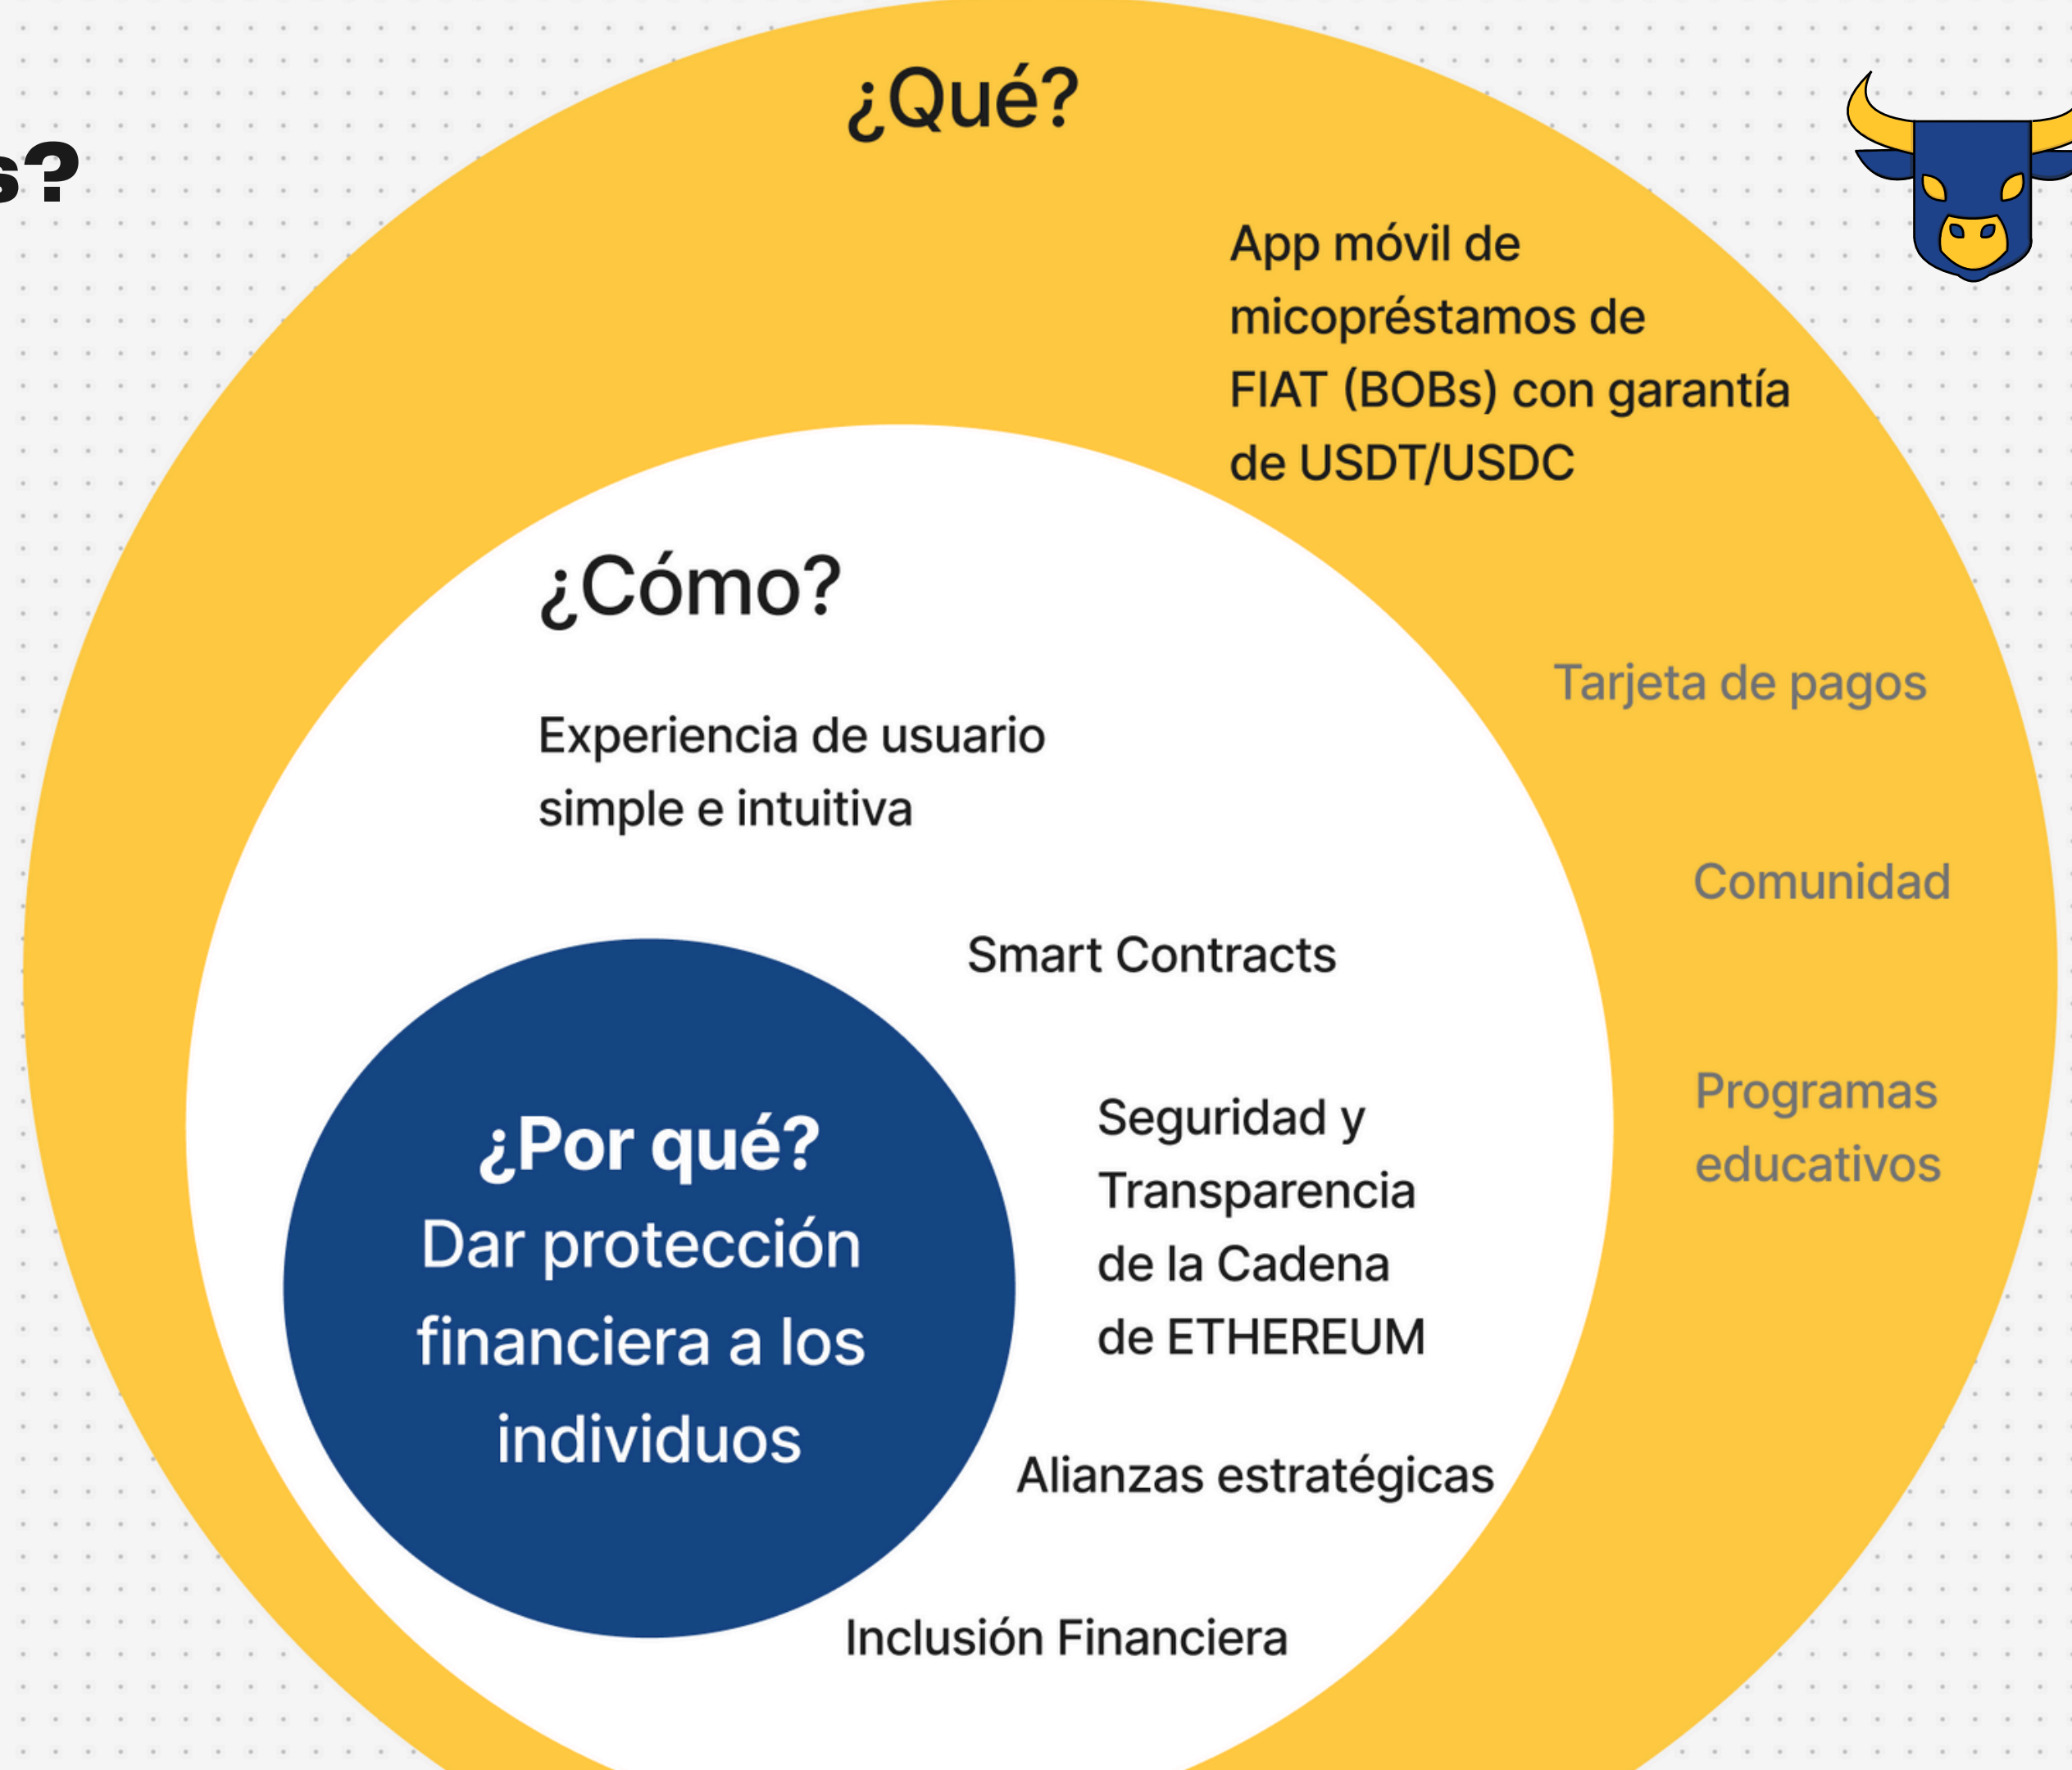 s?
¿Qué?
App móvil de
micopréstamos de
FIAT (BOBs) con garantía
de USDT/USDC
Tarjeta de pagos
Comunidad
Programas
educativos
¿Cómo?
Experiencia de usuario
simple e intuitiva
Smart Contracts
Seguridad y
Transparencia
de la Cadena
de ETHEREUM
Alianzas estratégicas
Inclusión Financiera
¿Por qué?
Dar protección
financiera a los
individuos